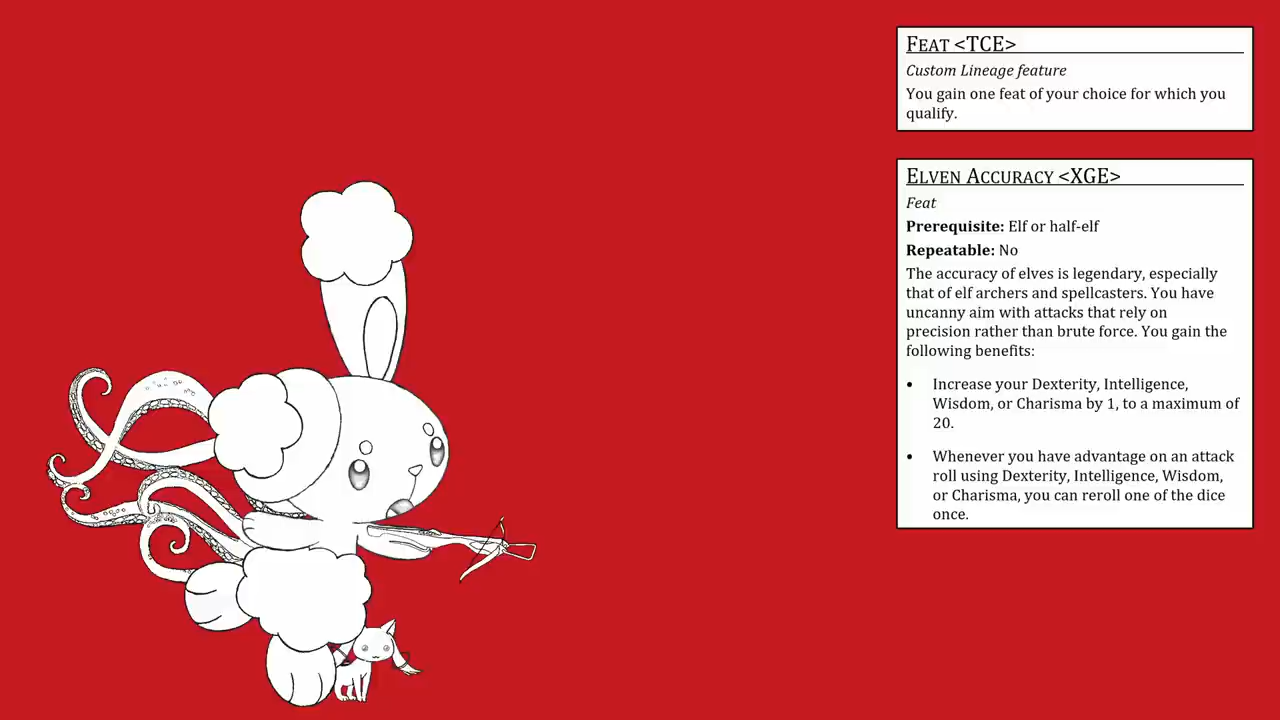 FEAT <TCE>
Custom Lineage feature
You gain one feat of your choice for which you
qualify.
ELVEN ACCURACY <XGE>
Feat
Prerequisite: Elf or half-elf
Repeatable: No
The accuracy of elves is legendary, especially
that of elf archers and spellcasters. You have
uncanny aim with attacks that rely on
precision rather than brute force. You gain the
following benefits:
• Increase your Dexterity, Intelligence,
Wisdom, or Charisma by 1, to a maximum of
20.
• Whenever you have advantage on an attack
roll using Dexterity, Intelligence, Wisdom,
or Charisma, you can reroll one of the dice
once.